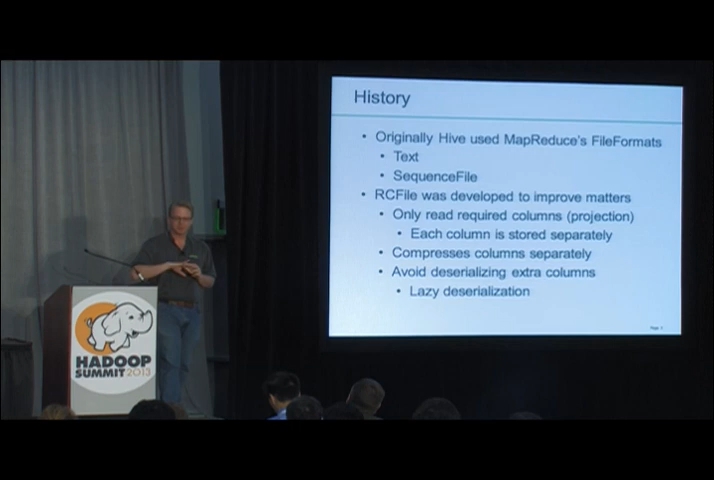 History
• Originally Hive used MapReduce's FileFormats
• Text
• SequenceFile
• RCFile was developed to improve matters
• Only read required columns (projection)
• Each column is stored separately
• Compresses columns separately
• Avoid deserializing extra columns
• Lazy deserialization
HADOOP
SUMMIT 2013